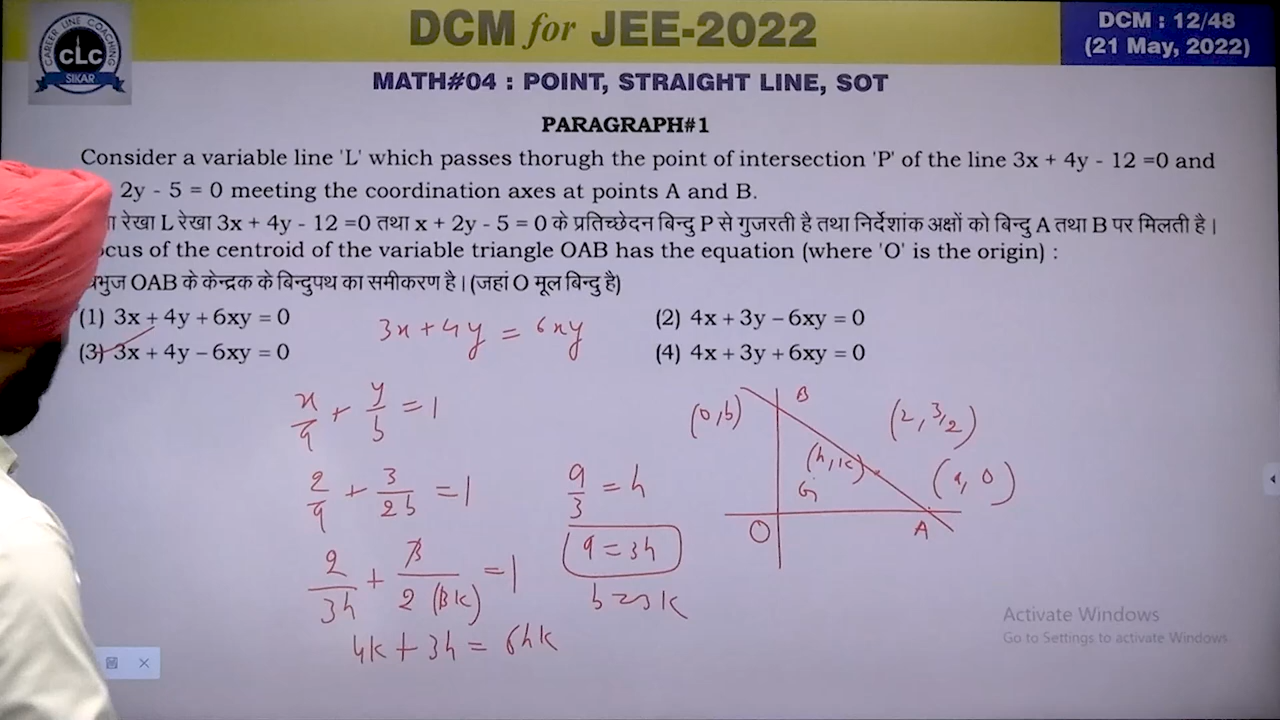 CAREER LINE COACHING
CLC
SIKAR
DCM for JEE-2022
DCM : 12/48
(21 May, 2022)
MATH#04 : POINT, STRAIGHT LINE, SOT
PARAGRAPH#1
Consider a variable line 'L' which passes thorugh the point of intersection 'P' of the line 3x + 4y - 12 =0 and
2y - 5 = 0 meeting the coordination axes at points A and B.
रेखा L रेखा 3x + 4y - 12 =0 तथा x + 2y - 5 = 0 के प्रतिच्छेदन बिन्दु P से गुजरती है तथा निर्देशांक अक्षों को बिन्दु A तथा B पर मिलती है।
of the centroid of the variable triangle OAB has the equation (where 'O' is the origin) :
OAB के केन्द्रक के बिन्दुपथ का समीकरण है। (जहां O मूल बिन्दु है)
(1) 3x + 4y + 6xy = 0
(2) 4x + 3y − 6xy = 0
(3) 3x + 4y − 6xy = 0
(4) 4x + 3y + 6xy = 0
3x + 4y = 6xy
x/a + y/b = 1
2/a + 3/2b = 1
2/3h + 3/2(3k) = 1
4k + 3h = 6hk
a/3 = h
a = 3h
b = 3k
(0, b)
B
(2, 3/2)
(h, k)
G
(a, 0)
O
A
Activate Windows
Go to Settings to activate Windows.